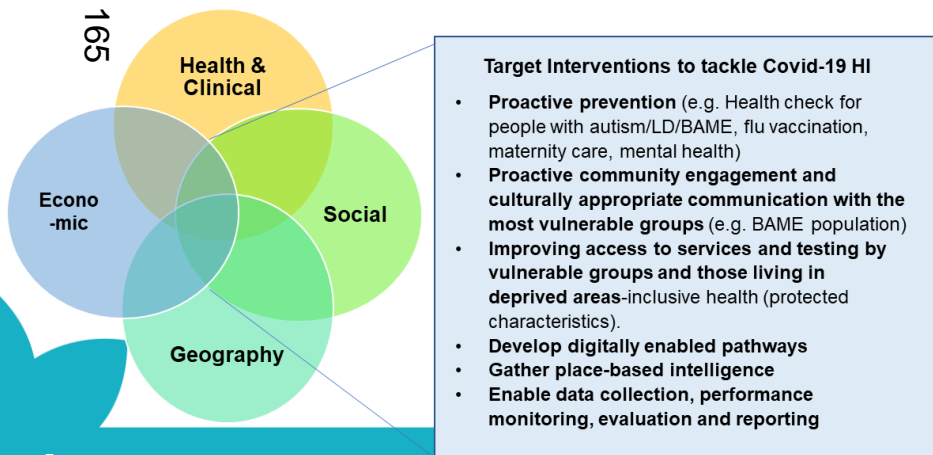 165
Health &
Clinical
Econo
-mic
Social
Geography
Target Interventions to tackle Covid-19 HI
• Proactive prevention (e.g. Health check for
people with autism/LD/BAME, flu vaccination,
maternity care, mental health)
• Proactive community engagement and
culturally appropriate communication with the
most vulnerable groups (e.g. BAME population)
• Improving access to services and testing by
vulnerable groups and those living in
deprived areas-inclusive health (protected
characteristics).
• Develop digitally enabled pathways
• Gather place-based intelligence
• Enable data collection, performance
monitoring, evaluation and reporting